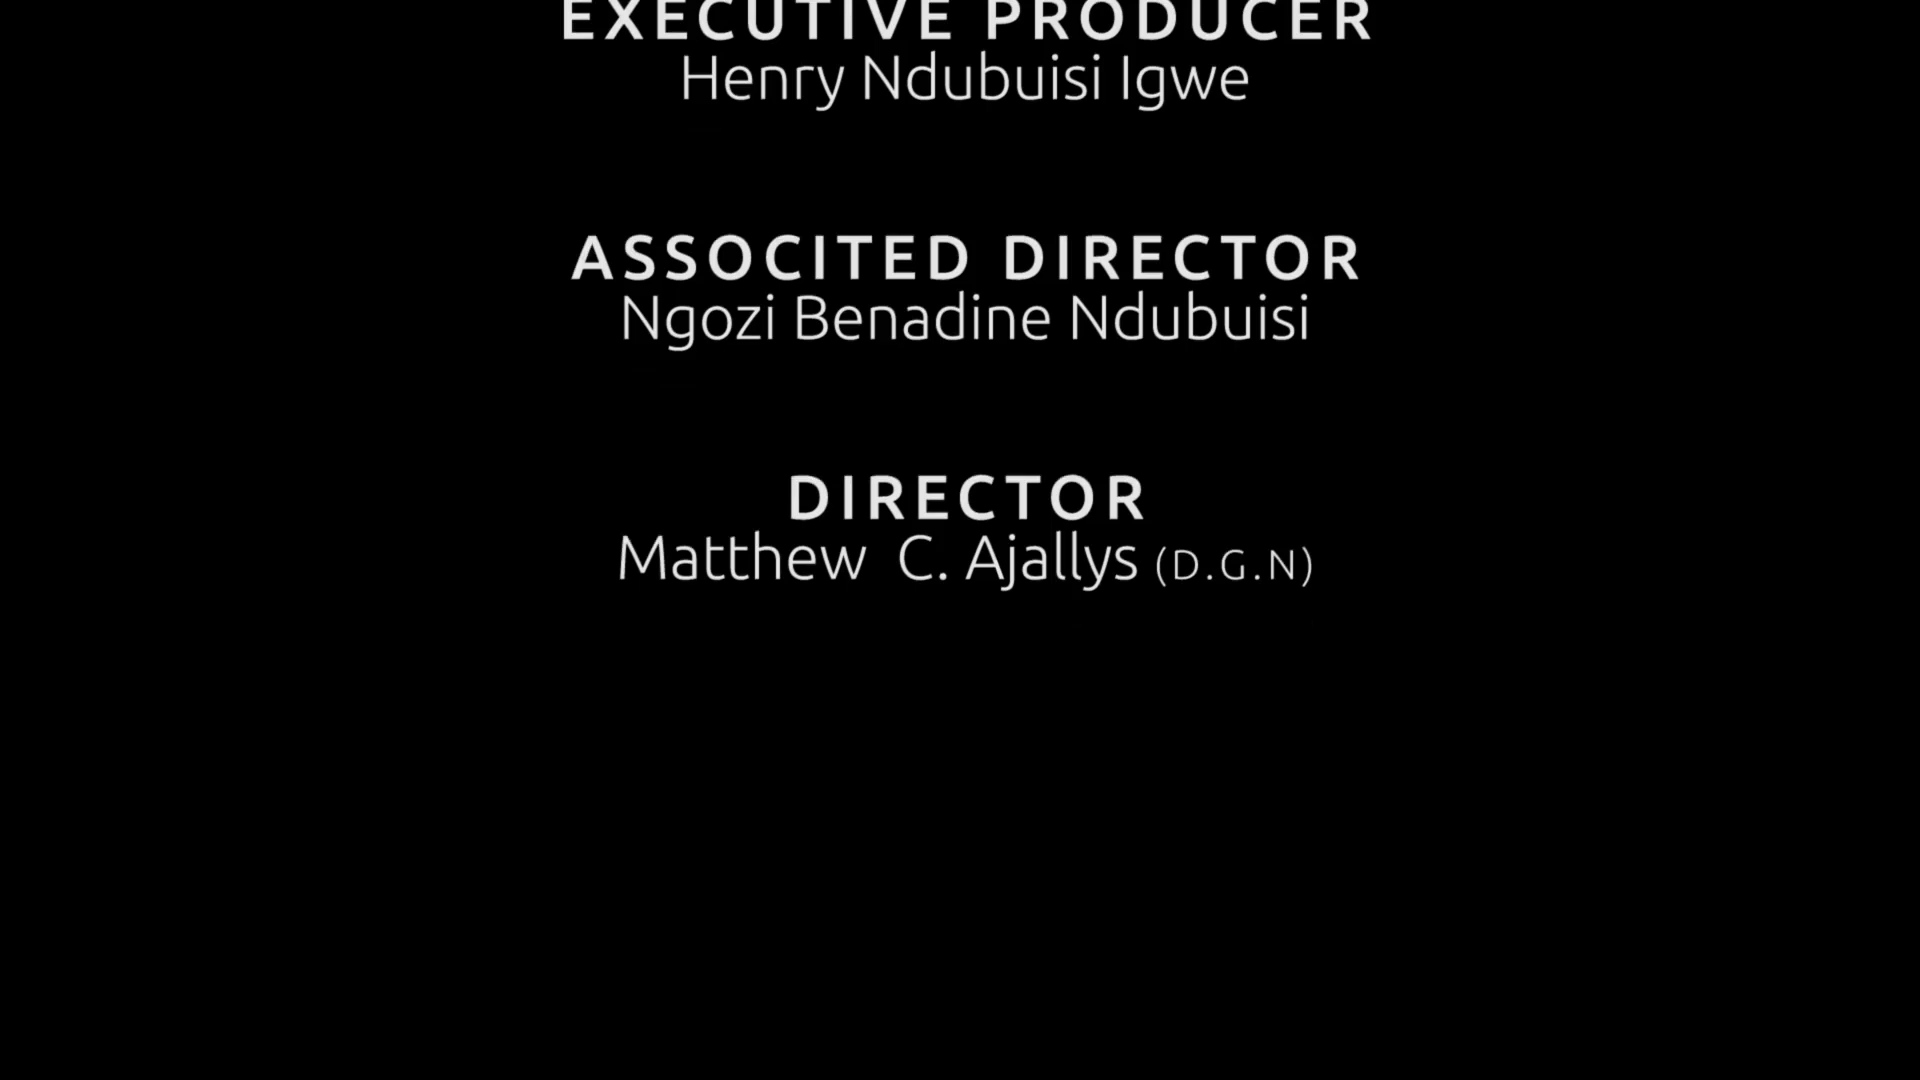 EXECUTIVE PRODUCER
Henry Ndubuisi Igwe
ASSOCITED DIRECTOR
Ngozi Benadine Ndubuisi
DIRECTOR
Matthew  C. Ajallys (D.G.N)